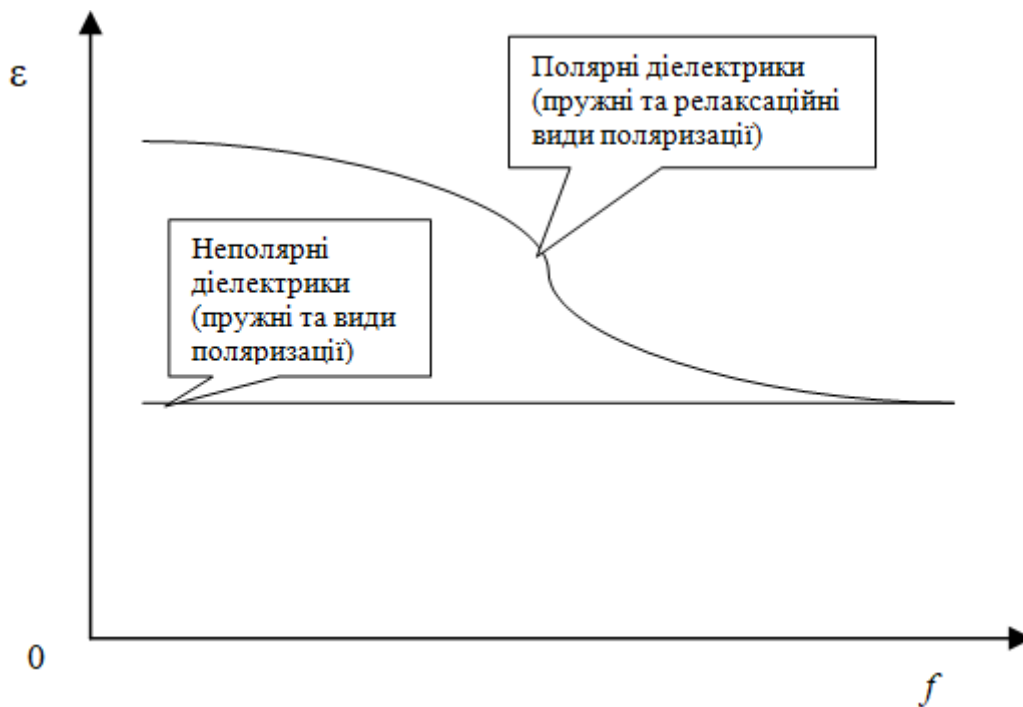 ε
Полярні діелектрики
(пружні та релаксаційні
види поляризації)
Неполярні
діелектрики
(пружні та види
поляризації)
0
f